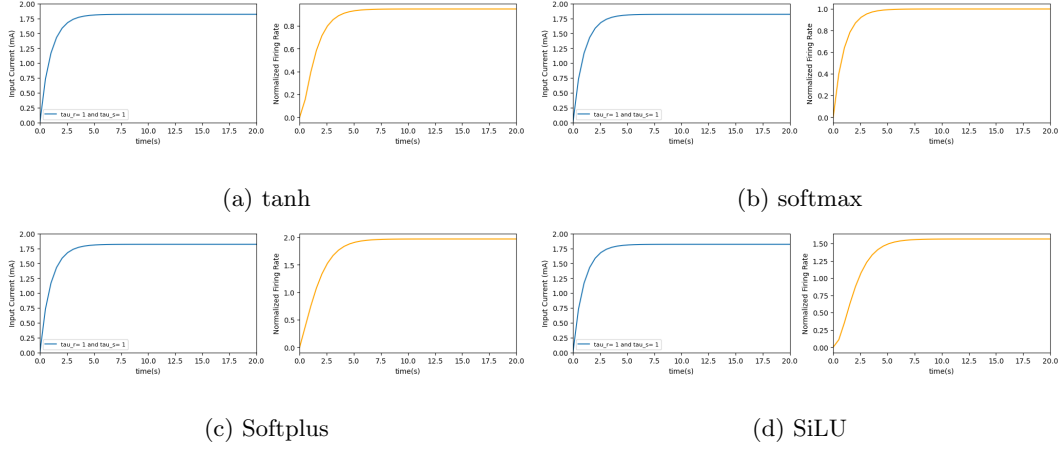 2.00
1.75
1.50
1.25
1.00
0.75
0.50
0.25
0.00
Input Current (mA)
tau_r= 1 and tau_s= 1
0.0 2.5 5.0 7.5 10.0 12.5 15.0 17.5 20.0
time(s)
0.8
0.6
0.4
0.2
0.0
Normalized Firing Rate
0.0 2.5 5.0 7.5 10.0 12.5 15.0 17.5 20.0
time(s)
(a) tanh
2.00
1.75
1.50
1.25
1.00
0.75
0.50
0.25
0.00
Input Current (mA)
tau_r= 1 and tau_s= 1
0.0 2.5 5.0 7.5 10.0 12.5 15.0 17.5 20.0
time(s)
1.0
0.8
0.6
0.4
0.2
0.0
Normalized Firing Rate
0.0 2.5 5.0 7.5 10.0 12.5 15.0 17.5 20.0
time(s)
(b) softmax
2.00
1.75
1.50
1.25
1.00
0.75
0.50
0.25
0.00
Input Current (mA)
tau_r= 1 and tau_s= 1
0.0 2.5 5.0 7.5 10.0 12.5 15.0 17.5 20.0
time(s)
2.0
1.5
1.0
0.5
0.0
Normalized Firing Rate
0.0 2.5 5.0 7.5 10.0 12.5 15.0 17.5 20.0
time(s)
(c) Softplus
2.00
1.75
1.50
1.25
1.00
0.75
0.50
0.25
0.00
Input Current (mA)
tau_r= 1 and tau_s= 1
0.0 2.5 5.0 7.5 10.0 12.5 15.0 17.5 20.0
time(s)
1.50
1.25
1.00
0.75
0.50
0.25
0.00
Normalized Firing Rate
0.0 2.5 5.0 7.5 10.0 12.5 15.0 17.5 20.0
time(s)
(d) SiLU